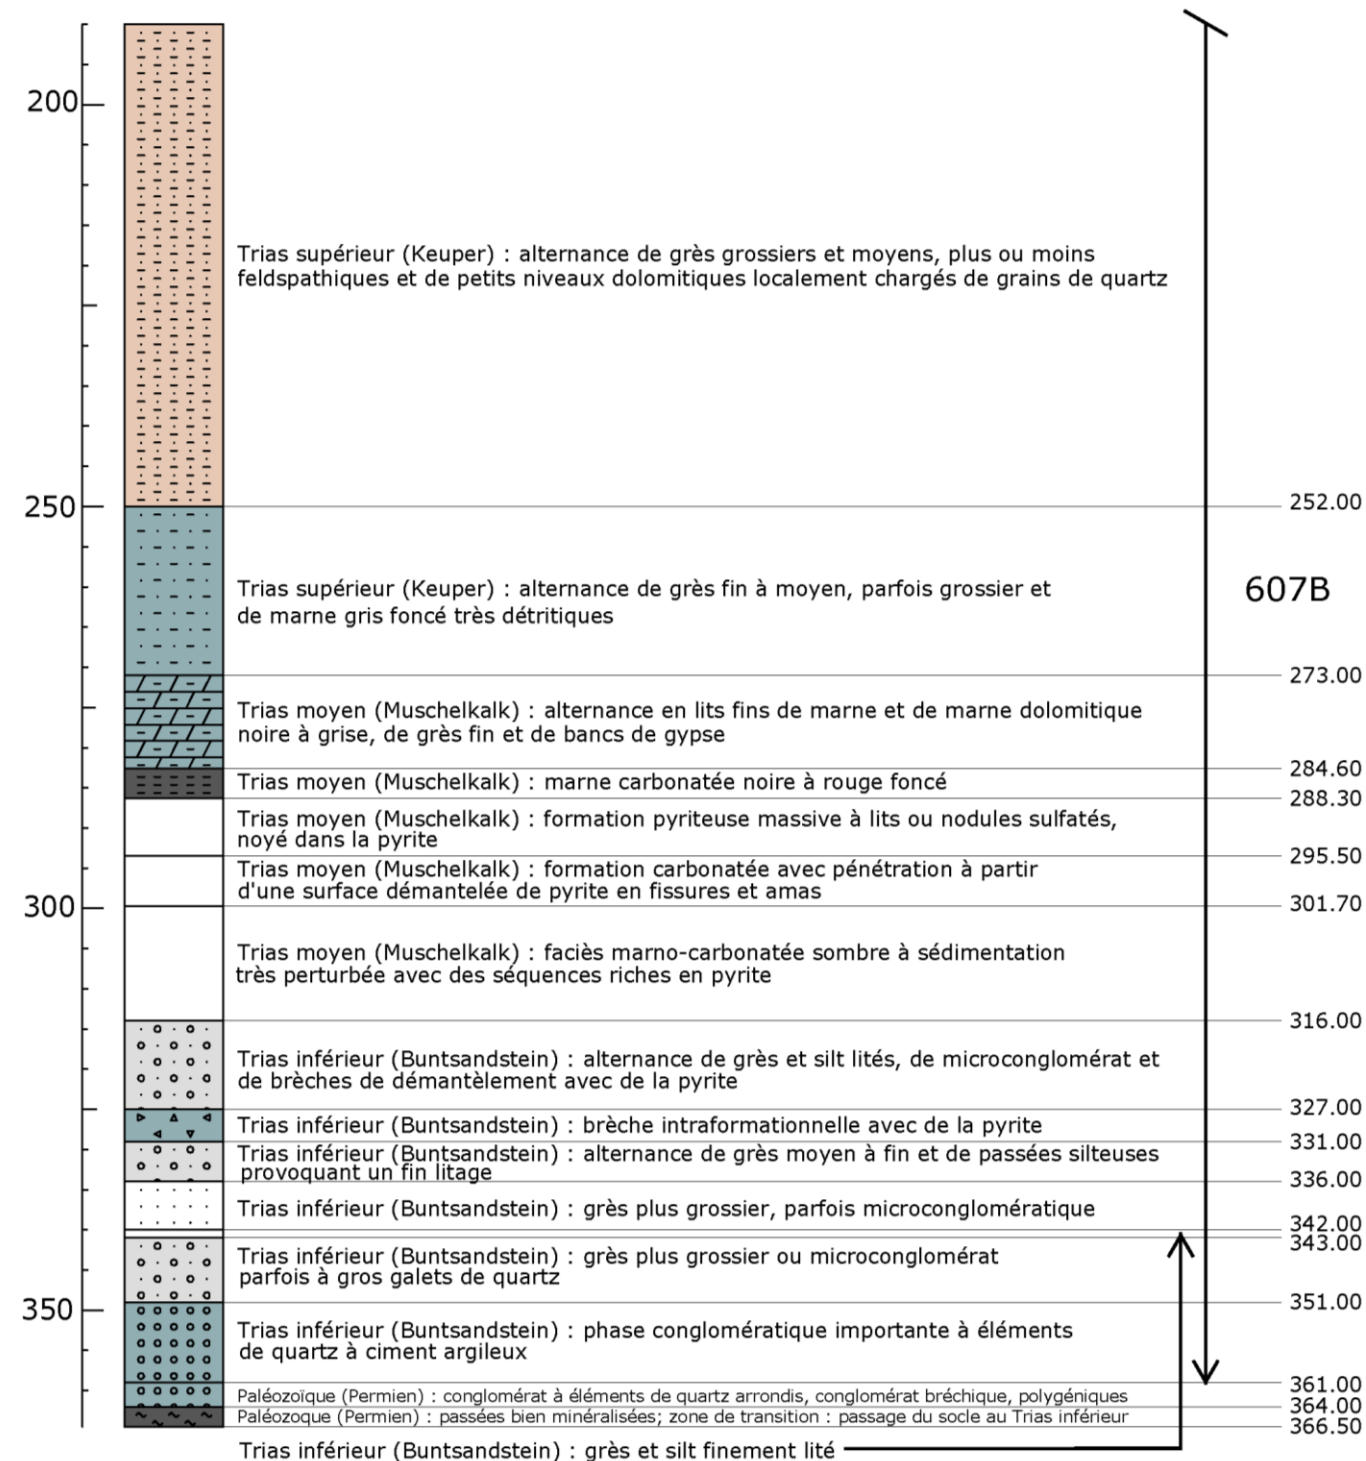 200
Trias supérieur (Keuper) : alternance de grès grossiers et moyens, plus ou moins
feldspathiques et de petits niveaux dolomitiques localement chargés de grains de quartz
250
252.00
Trias supérieur (Keuper) : alternance de grès fin à moyen, parfois grossier et
de marne gris foncé très détritiques
607B
273.00
Trias moyen (Muschelkalk) : alternance en lits fins de marne et de marne dolomitique
noire à grise, de grès fin et de bancs de gypse
284.60
Trias moyen (Muschelkalk) : marne carbonatée noire à rouge foncé
288.30
Trias moyen (Muschelkalk) : formation pyriteuse massive à lits ou nodules sulfatés,
noyé dans la pyrite
295.50
Trias moyen (Muschelkalk) : formation carbonatée avec pénétration à partir
d'une surface démantelée de pyrite en fissures et amas
300
301.70
Trias moyen (Muschelkalk) : faciès marno-carbonatée sombre à sédimentation
très perturbée avec des séquences riches en pyrite
316.00
Trias inférieur (Buntsandstein) : alternance de grès et silt lités, de microconglomérat et
de brèches de démantèlement avec de la pyrite
327.00
Trias inférieur (Buntsandstein) : brèche intraformationnelle avec de la pyrite
331.00
Trias inférieur (Buntsandstein) : alternance de grès moyen à fin et de passées silteuses
provoquant un fin litage
336.00
Trias inférieur (Buntsandstein) : grès plus grossier, parfois microconglomératique
342.00
343.00
Trias inférieur (Buntsandstein) : grès plus grossier ou microconglomérat
parfois à gros galets de quartz
350
351.00
Trias inférieur (Buntsandstein) : phase conglomératique importante à éléments
de quartz à ciment argileux
361.00
Paléozoïque (Permien) : conglomérat à éléments de quartz arrondis, conglomérat bréchique, polygéniques
364.00
Paléozoque (Permien) : passées bien minéralisées; zone de transition : passage du socle au Trias inférieur
366.50
Trias inférieur (Buntsandstein) : grès et silt finement lité